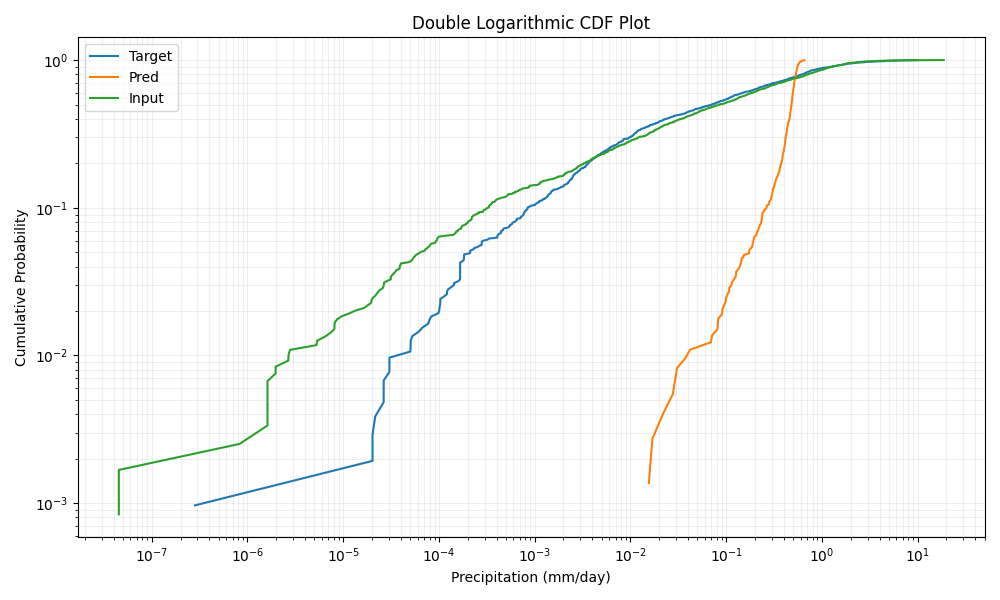 Double Logarithmic CDF Plot
Target
Pred
Input
Cumulative Probability
10⁰
10⁻¹
10⁻²
10⁻³
10⁻⁷ 10⁻⁶ 10⁻⁵ 10⁻⁴ 10⁻³ 10⁻² 10⁻¹ 10⁰ 10¹
Precipitation (mm/day)